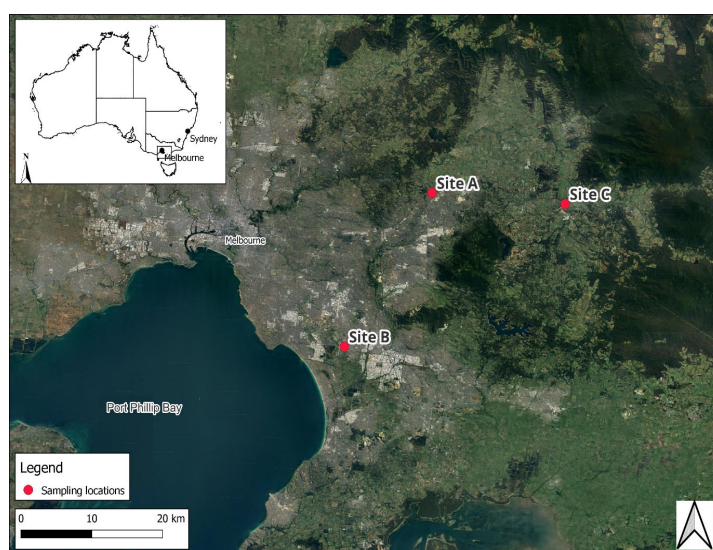 Sydney
Melbourne
N
Site A
Site C
Melbourne
Site B
Port Phillip Bay
Legend
Sampling locations
0 10 20 km